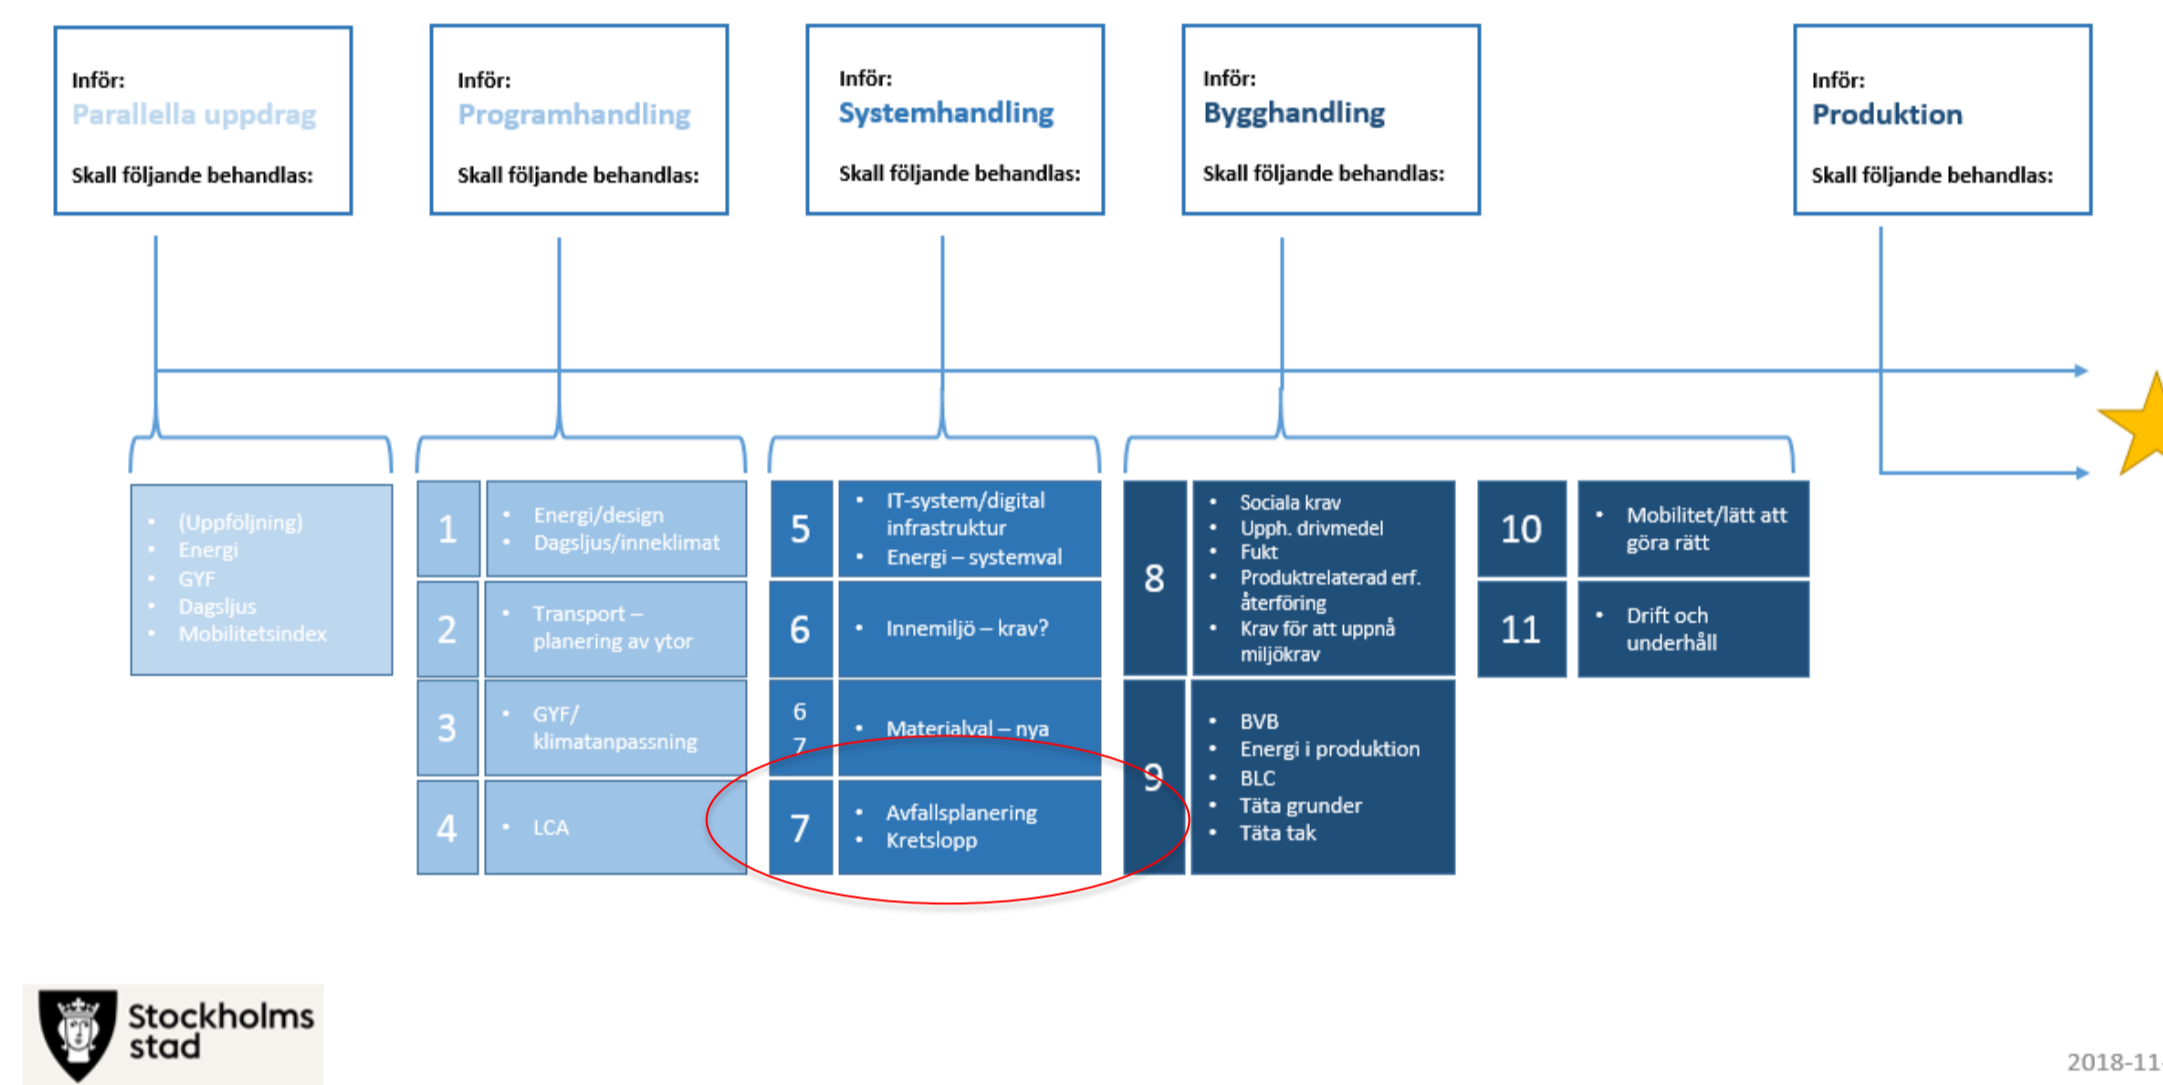 Inför:
Parallella uppdrag
Skall följande behandlas:
Inför:
Programhandling
Skall följande behandlas:
Inför:
Systemhandling
Skall följande behandlas:
Inför:
Bygghandling
Skall följande behandlas:
Inför:
Produktion
Skall följande behandlas:
• (Uppföljning)
• Energi
• GYF
• Dagsljus
• Mobilitetsindex
1
• Energi/design
• Dagsljus/inneklimat
2
• Transport –
planering av ytor
3
• GYF/
klimatanpassning
4
• LCA
5
• IT-system/digital
infrastruktur
• Energi – systemval
6
• Innemiljö – krav?
6
7
• Materialval – nya
7
• Avfallsplanering
• Kretslopp
8
• Sociala krav
• Upph. drivmedel
• Fukt
• Produktrelaterad erf.
återföring
• Krav för att uppnå
miljökrav
9
• BVB
• Energi i produktion
• BLC
• Täta grunder
• Täta tak
10
• Mobilitet/lätt att
göra rätt
11
• Drift och
underhåll
Stockholms
stad
2018-11-